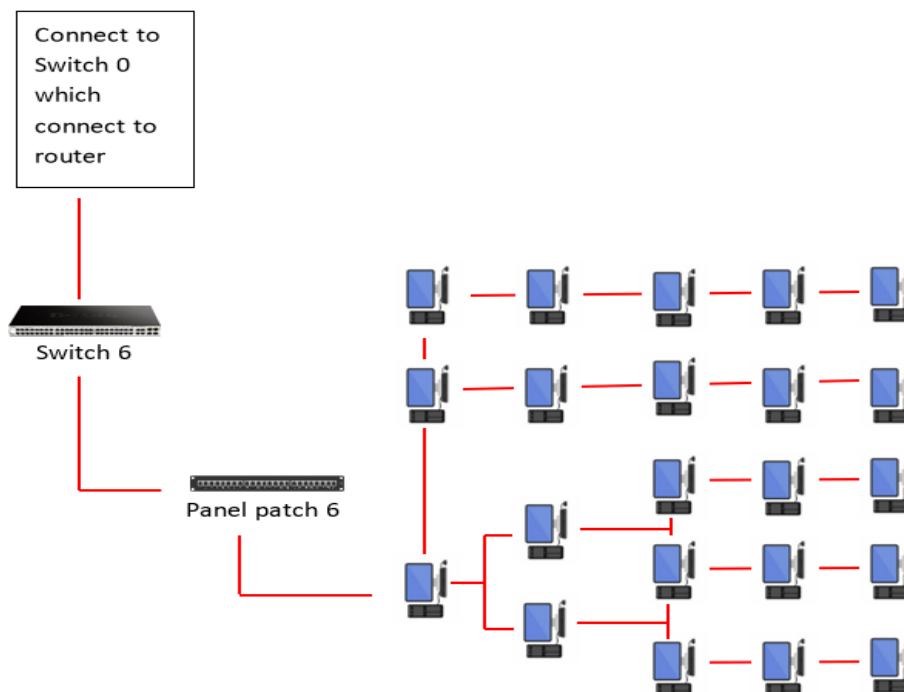 Connect to
Switch 0
which
connect to
router
Switch 6
Panel patch 6